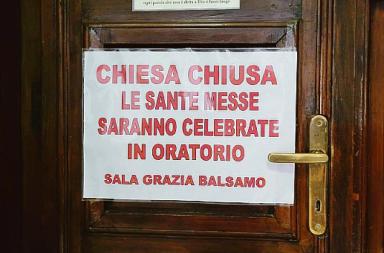 CHIESA CHIUSA
LE SANTE MESSE
SARANNO CELEBRATE
IN ORATORIO
SALA GRAZIA BALSAMO